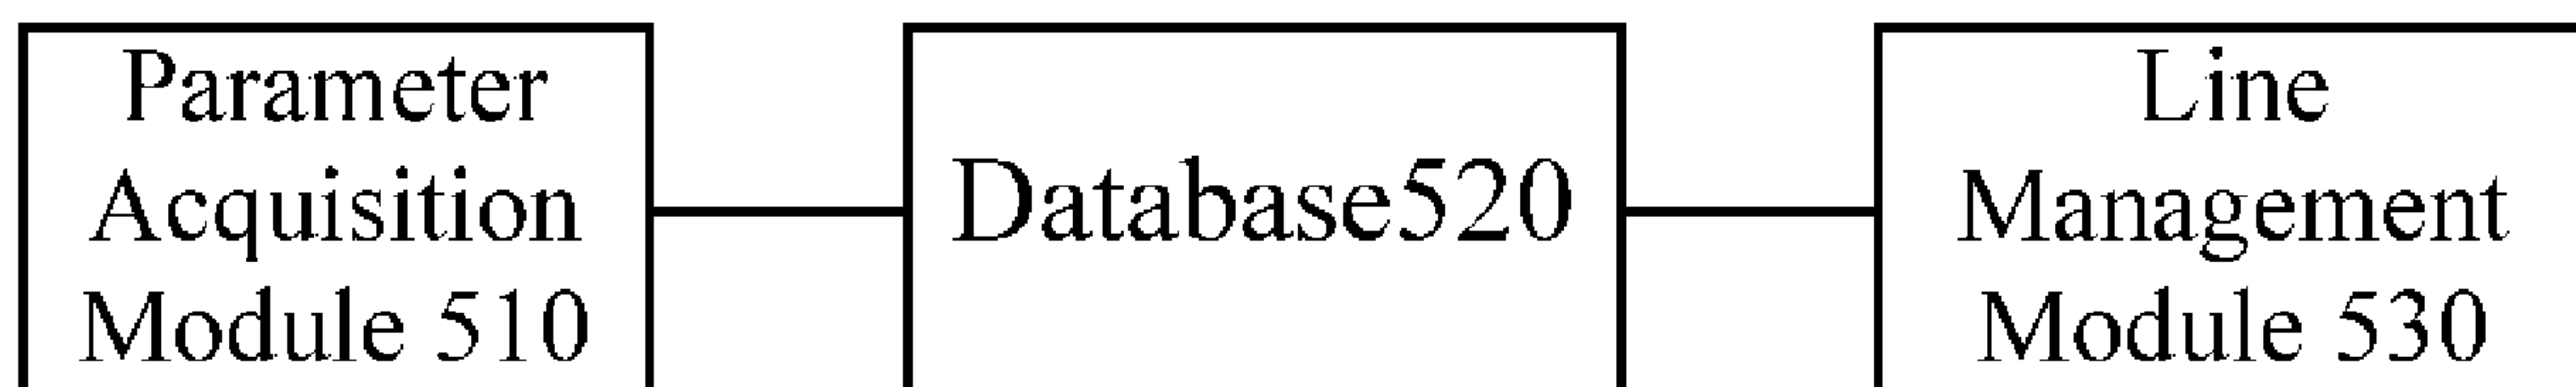 Parameter
Acquisition
Module 510
Database520
Line
Management
Module 530